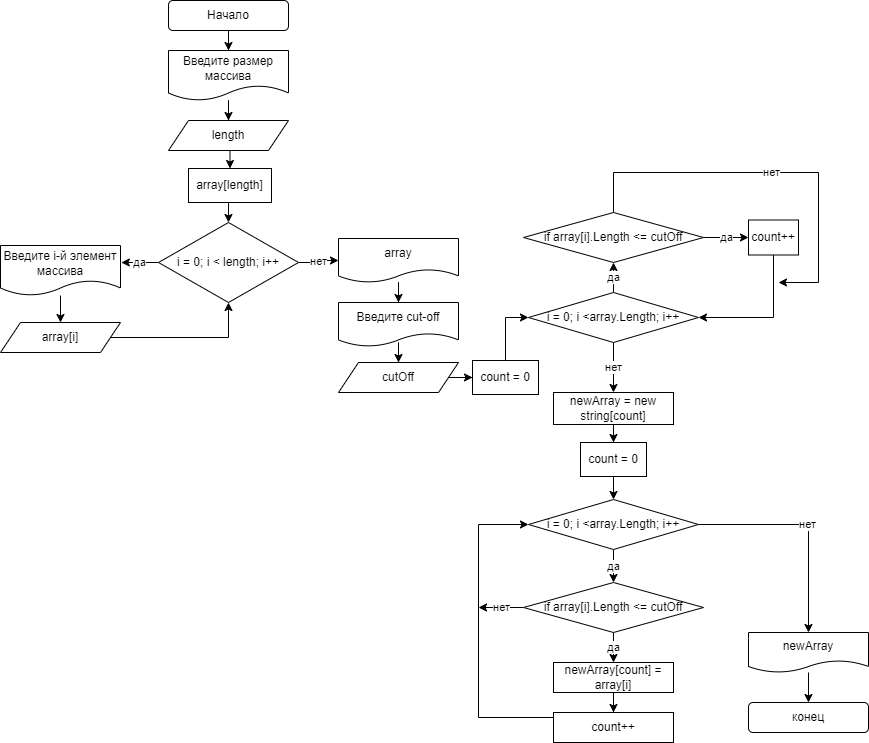 Начало
Введите размер
массива
length
array[length]
i = 0; i < length; i++
да
Введите i-й элемент
массива
array[i]
нет
array
Введите cut-off
cutOff
count = 0
i = 0; i <array.Length; i++
да
if array[i].Length <= cutOff
да
count++
нет
нет
newArray = new
string[count]
count = 0
i = 0; i <array.Length; i++
да
if array[i].Length <= cutOff
нет
да
newArray[count] =
array[i]
count++
нет
newArray
конец